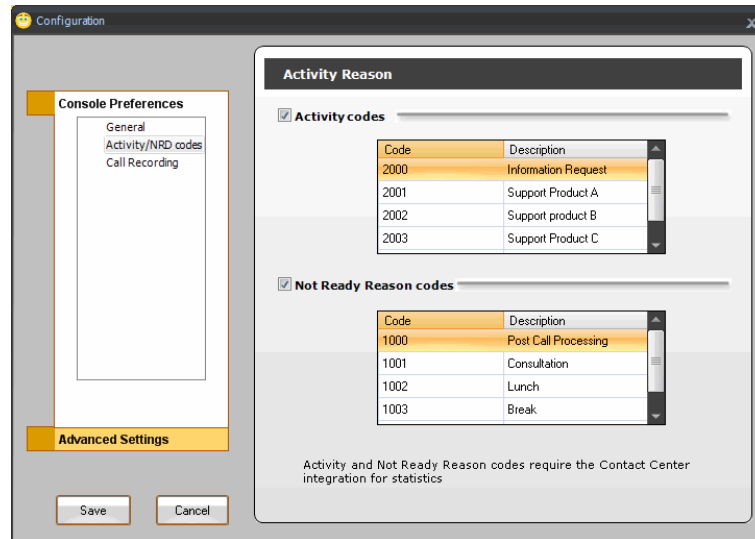 Configuration
x
Console Preferences
General
Activity/NRD codes
Call Recording
Advanced Settings
Save
Cancel
Activity Reason
Activity codes
Code Description
2000 Information Request
2001 Support Product A
2002 Support product B
2003 Support Product C
Not Ready Reason codes
Code Description
1000 Post Call Processing
1001 Consultation
1002 Lunch
1003 Break
Activity and Not Ready Reason codes require the Contact Center
integration for statistics